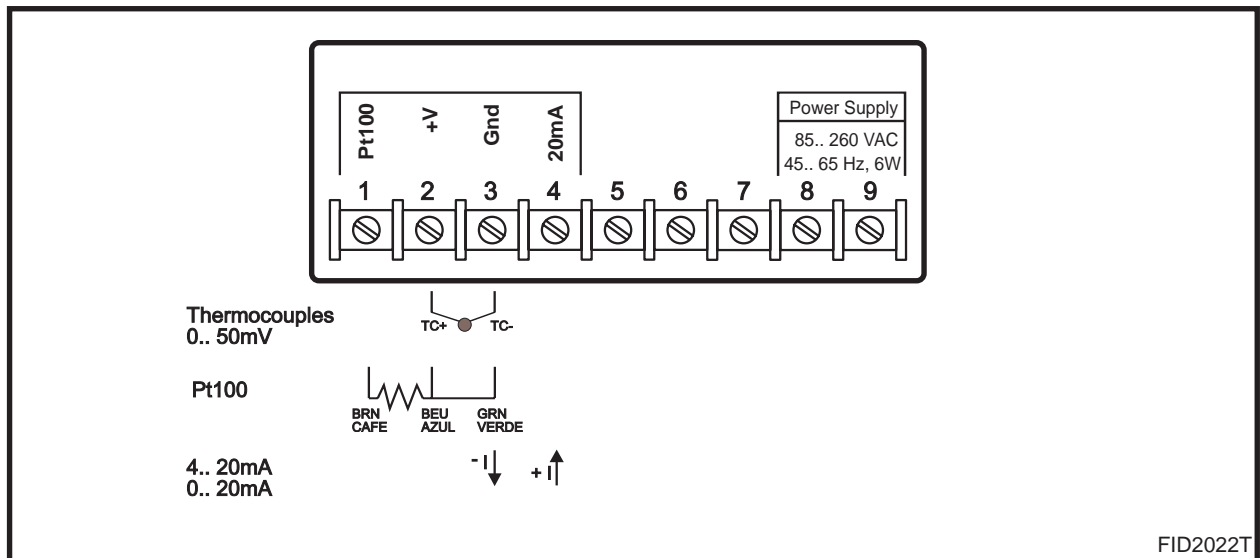 Pt100
+V
Gnd
20mA
Power Supply
85.. 260 VAC
45.. 65 Hz, 6W
1 2 3 4 5 6 7 8 9
Thermocouples
0.. 50mV
TC+ TC-
Pt100
BRN
CAFE
BEU
AZUL
GRN
VERDE
4.. 20mA
0.. 20mA
- I
+ I
FID2022T